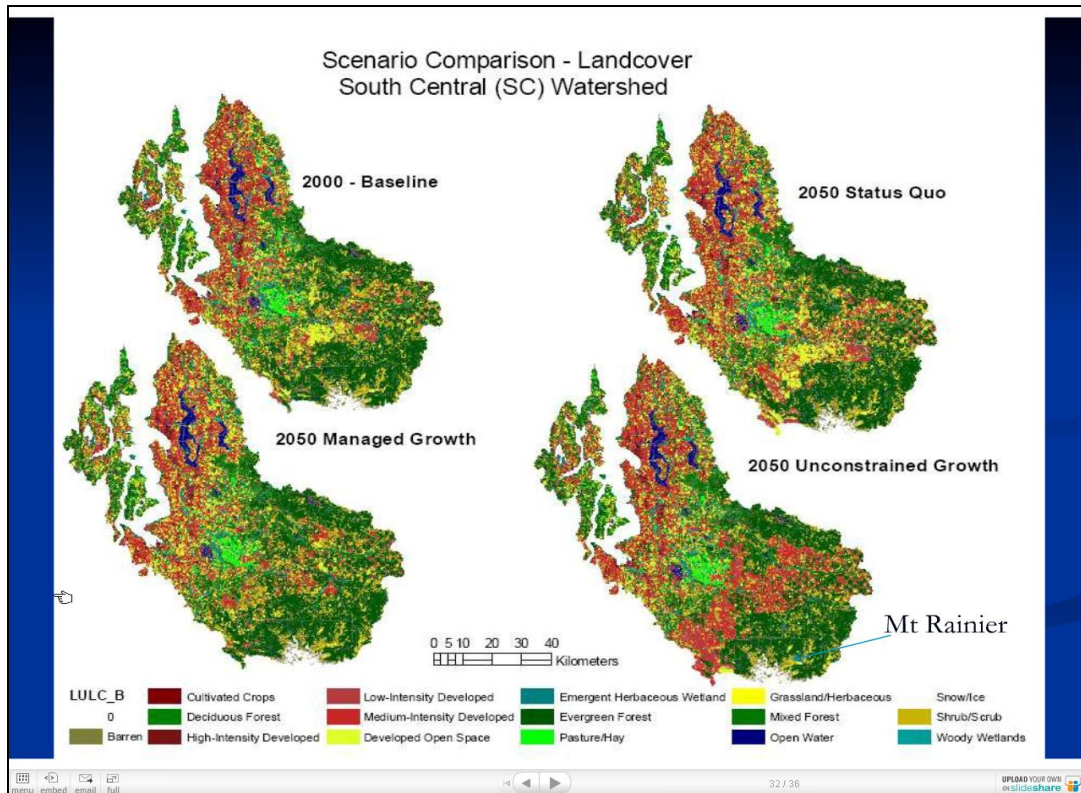 Scenario Comparison - Landcover
South Central (SC) Watershed
2000 - Baseline
2050 Status Quo
2050 Managed Growth
2050 Unconstrained Growth
Mt Rainier
0 5 10 20 30 40
Kilometers
LULC_B
0
Barren
Cultivated Crops
Deciduous Forest
High-Intensity Developed
Low-Intensity Developed
Medium-Intensity Developed
Developed Open Space
Emergent Herbaceous Wetland
Evergreen Forest
Pasture/Hay
Grassland/Herbaceous
Mixed Forest
Open Water
Snow/Ice
Shrub/Scrub
Woody Wetlands
menu embed email full
32 / 36
UPLOAD YOUR OWN
ON slideshare